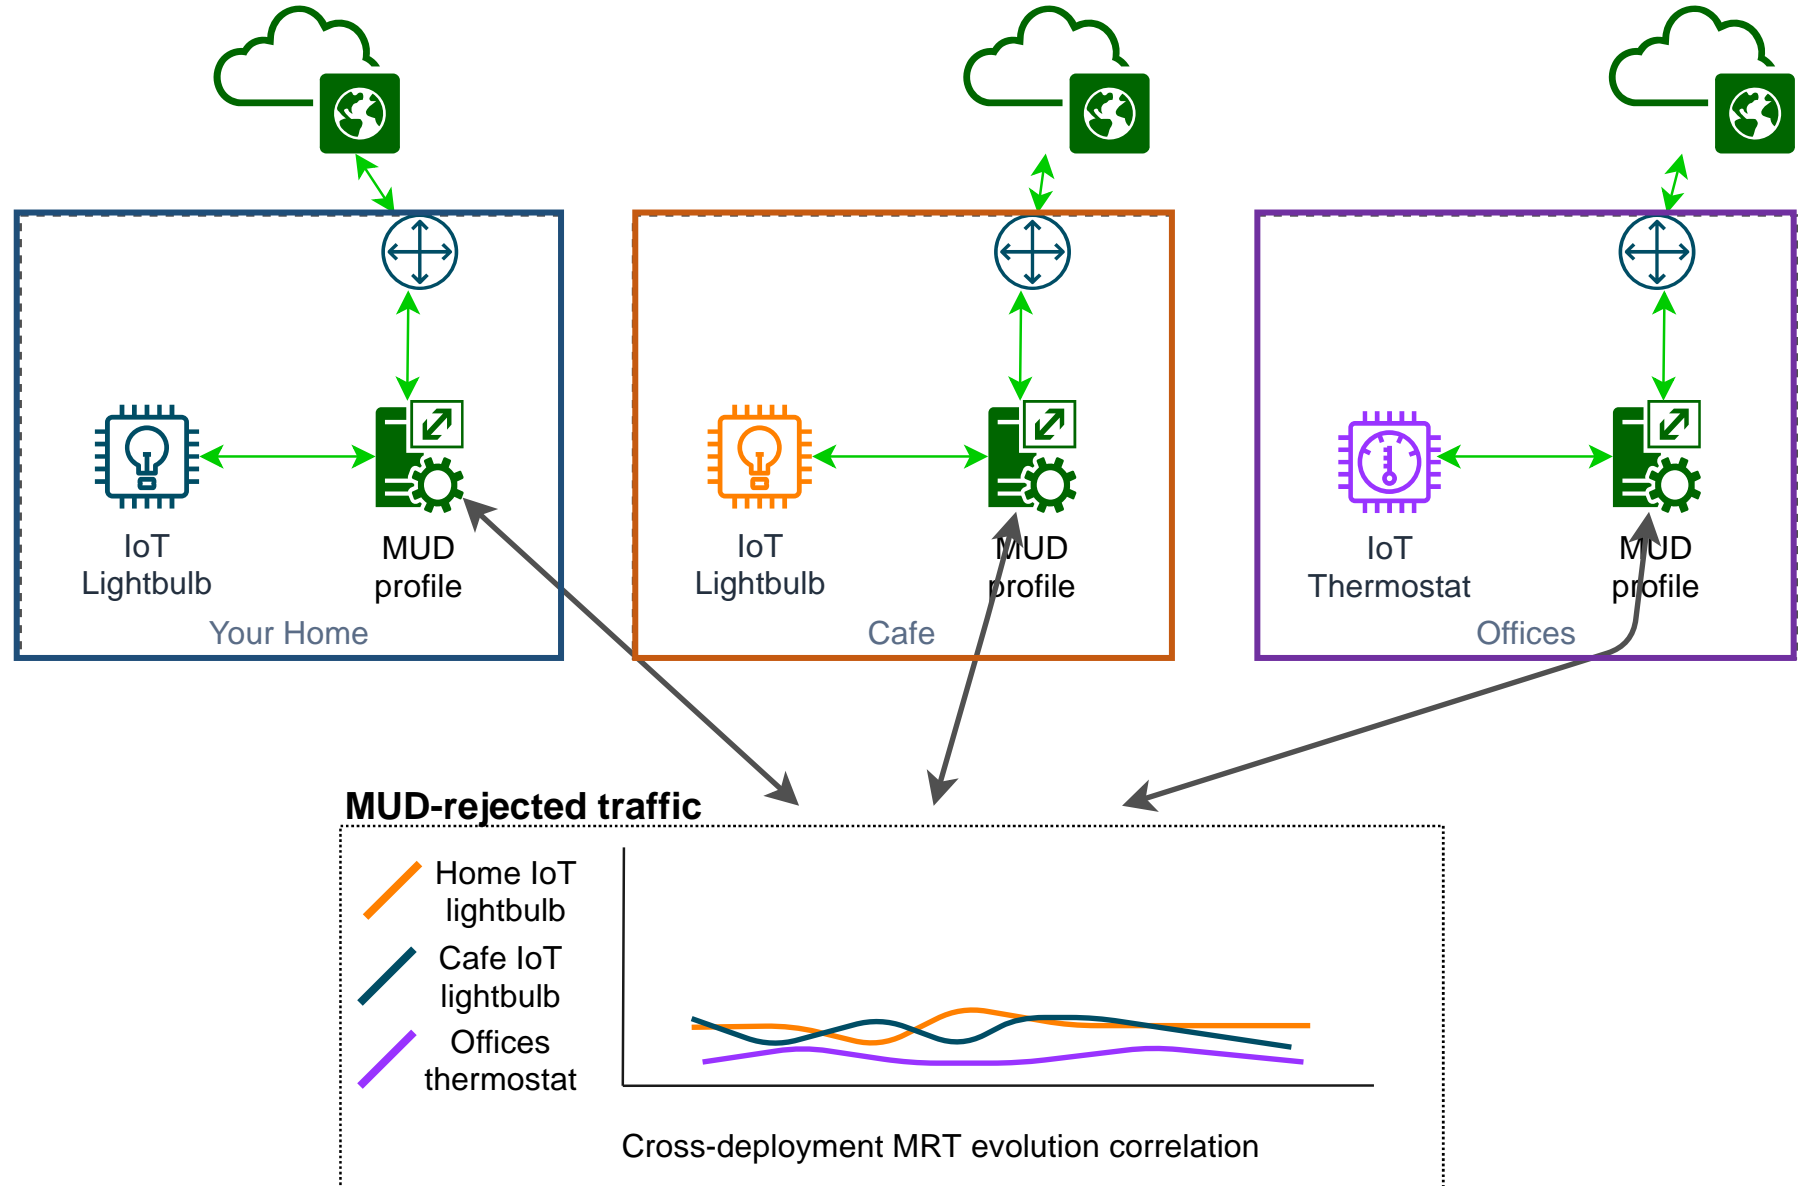 IoT
Lightbulb
MUD
profile
Your Home
IoT
Lightbulb
MUD
profile
Cafe
IoT
Thermostat
MUD
profile
Offices
MUD-rejected traffic
Home IoT
lightbulb
Cafe IoT
lightbulb
Offices
thermostat
Cross-deployment MRT evolution correlation